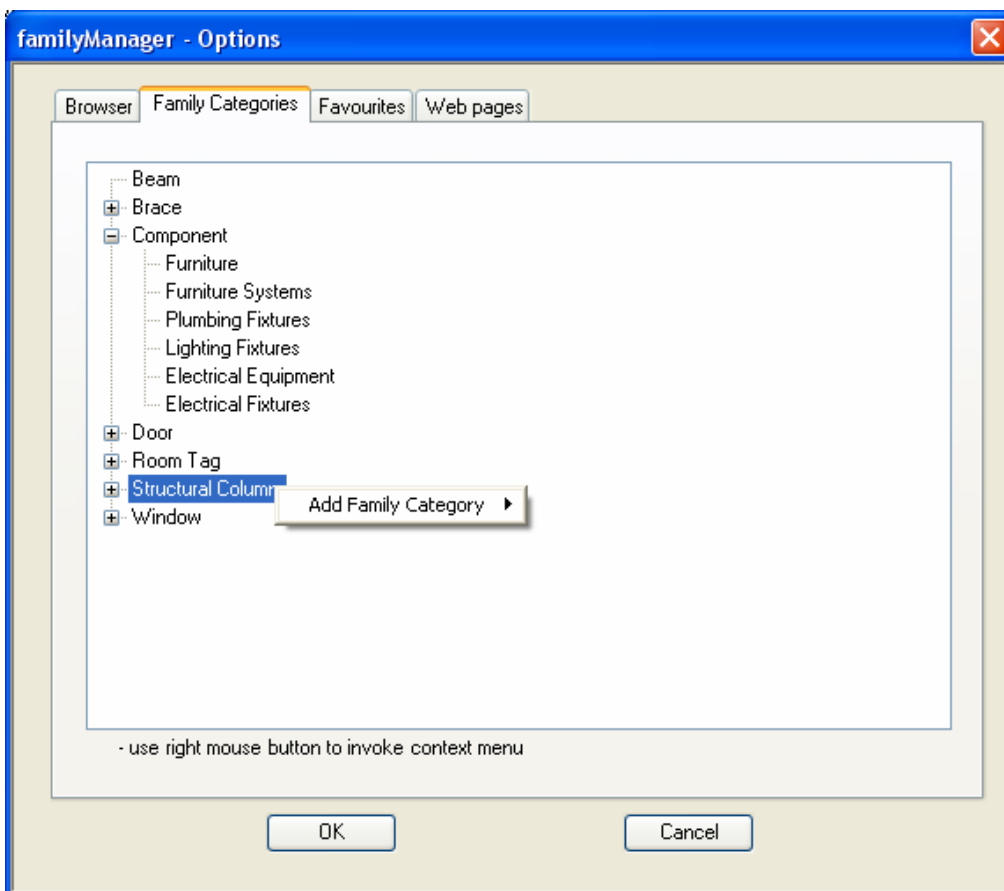 familyManager - Options
Browser Family Categories Favourites Web pages
Beam
Brace
Component
Furniture
Furniture Systems
Plumbing Fixtures
Lighting Fixtures
Electrical Equipment
Electrical Fixtures
Door
Room Tag
Structural Column
Add Family Category
Window
- use right mouse button to invoke context menu
OK Cancel